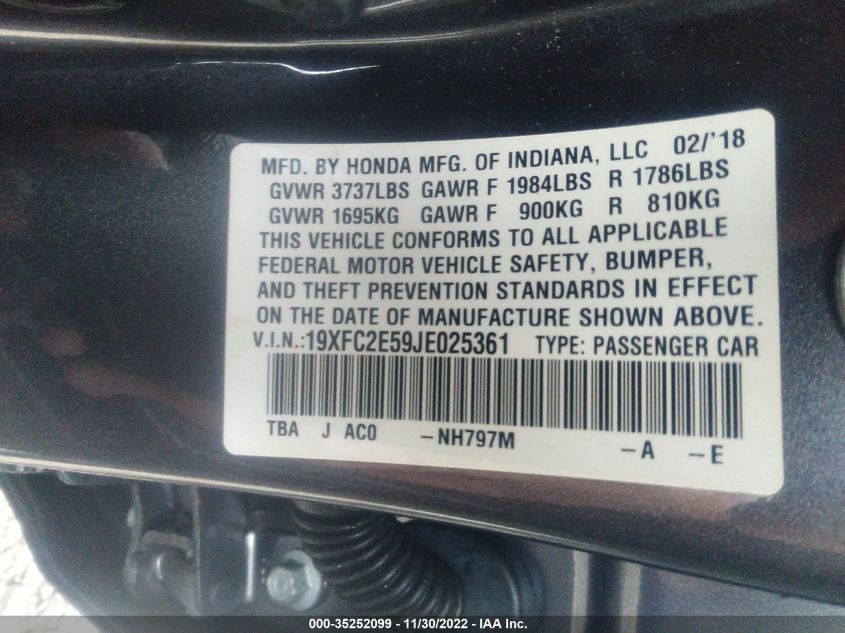 MFD. BY HONDA MFG. OF INDIANA, LLC 02/'18
GVWR 3737LBS GAWR F 1984LBS R 1786LBS
GVWR 1695KG GAWR F 900KG R 810KG
THIS VEHICLE CONFORMS TO ALL APPLICABLE
FEDERAL MOTOR VEHICLE SAFETY, BUMPER,
AND THEFT PREVENTION STANDARDS IN EFFECT
ON THE DATE OF MANUFACTURE SHOWN ABOVE.
V.I.N.:19XFC2E59JE025361 TYPE: PASSENGER CAR
TBA J AC0 -NH797M -A -E
000-35252099 - 11/30/2022 - IAA Inc.